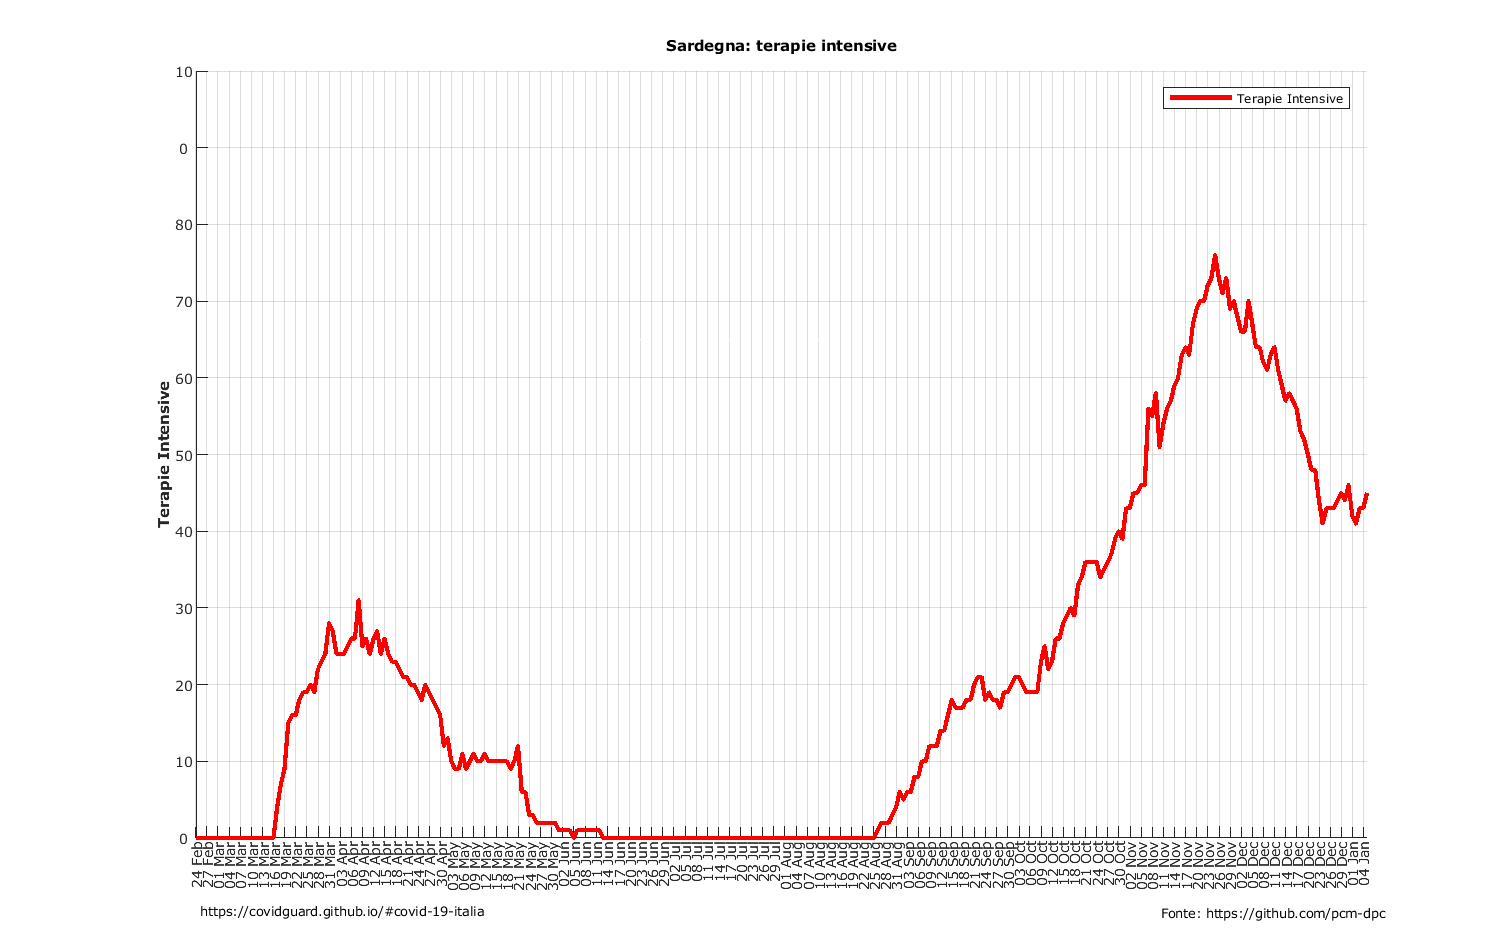 Sardegna: terapie intensive
Terapie Intensive
10
0
80
70
60
50
40
30
20
10
0
Terapie Intensive
24 Feb
27 Feb
01 Mar
04 Mar
07 Mar
10 Mar
13 Mar
16 Mar
19 Mar
22 Mar
25 Mar
28 Mar
31 Mar
03 Apr
06 Apr
09 Apr
12 Apr
15 Apr
18 Apr
21 Apr
24 Apr
27 Apr
30 Apr
03 May
06 May
09 May
12 May
15 May
18 May
21 May
24 May
27 May
30 May
02 Jun
05 Jun
08 Jun
11 Jun
14 Jun
17 Jun
20 Jun
23 Jun
26 Jun
29 Jun
02 Jul
05 Jul
08 Jul
11 Jul
14 Jul
17 Jul
20 Jul
23 Jul
26 Jul
29 Jul
01 Aug
04 Aug
07 Aug
10 Aug
13 Aug
16 Aug
19 Aug
22 Aug
25 Aug
28 Aug
31 Aug
03 Sep
06 Sep
09 Sep
12 Sep
15 Sep
18 Sep
21 Sep
24 Sep
27 Sep
30 Sep
03 Oct
06 Oct
09 Oct
12 Oct
15 Oct
18 Oct
21 Oct
24 Oct
27 Oct
30 Oct
02 Nov
05 Nov
08 Nov
11 Nov
14 Nov
17 Nov
20 Nov
23 Nov
26 Nov
29 Nov
02 Dec
05 Dec
08 Dec
11 Dec
14 Dec
17 Dec
20 Dec
23 Dec
26 Dec
29 Dec
01 Jan
04 Jan
https://covidguard.github.io/#covid-19-italia
Fonte: https://github.com/pcm-dpc